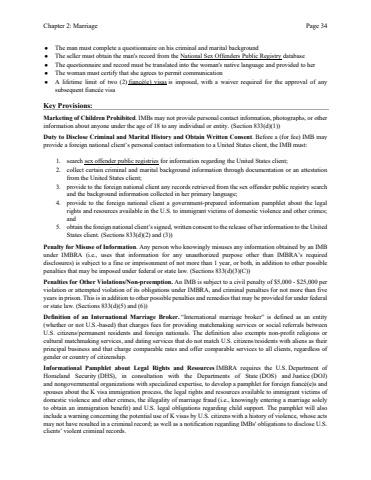 Chapter 2: Marriage Page 34
• The man must complete a questionnaire on his criminal and marital background
• The seller must obtain the man's record from the National Sex Offenders Public Registry database
• The questionnaire and record must be translated into the woman's native language and provided to her
• The woman must certify that she agrees to permit communication
• A lifetime limit of two (2) fiancé(e) visas is imposed, with a waiver required for the approval of any
subsequent fiancée visa
Key Provisions:
Marketing of Children Prohibited. IMBs may not provide personal contact information, photographs, or other
information about anyone under the age of 18 to any individual or entity. (Section 833(d)(1))
Duty to Disclose Criminal and Marital History and Obtain Written Consent. Before a (for fee) IMB may
provide a foreign national client's personal contact information to a United States client, the IMB must:
1. search sex offender public registries for information regarding the United States client;
2. collect certain criminal and marital background information through documentation or an attestation
from the United States client;
3. provide to the foreign national client any records retrieved from the sex offender public registry search
and the background information collected in her primary language;
4. provide to the foreign national client a government-prepared information pamphlet about the legal
rights and resources available in the U.S. to immigrant victims of domestic violence and other crimes;
and
5. obtain the foreign national client's signed, written consent to the release of her information to the United
States client. (Sections 833(d)(2) and (3))
Penalty for Misuse of Information. Any person who knowingly misuses any information obtained by an IMB
under IMBRA (i.e., uses that information for any unauthorized purpose other than IMBRA's required
disclosures) is subject to a fine or imprisonment of not more than 1 year, or both, in addition to other possible
penalties that may be imposed under federal or state law. (Sections 833(d)(3)(C))
Penalties for Other Violations/Non-preemption. An IMB is subject to a civil penalty of $5,000 - $25,000 per
violation or attempted violation of its obligations under IMBRA, and criminal penalties for not more than five
years in prison. This is in addition to other possible penalties and remedies that may be provided for under federal
or state law. (Sections 833(d)(5) and (6))
Definition of an International Marriage Broker. "International marriage broker" is defined as an entity
(whether or not U.S.-based) that charges fees for providing matchmaking services or social referrals between
U.S. citizens/permanent residents and foreign nationals. The definition also exempts non-profit religious or
cultural matchmaking services, and dating services that do not match U.S. citizens/residents with aliens as their
principal business and that charge comparable rates and offer comparable services to all clients, regardless of
gender or country of citizenship.
Informational Pamphlet about Legal Rights and Resources IMBRA requires the U.S. Department of
Homeland Security (DHS), in consultation with the Departments of State (DOS) and Justice (DOJ)
and nongovernmental organizations with specialized expertise, to develop a pamphlet for foreign fiancé(e)s and
spouses about the K visa immigration process, the legal rights and resources available to immigrant victims of
domestic violence and other crimes, the illegality of marriage fraud (i.e., knowingly entering a marriage solely
to obtain an immigration benefit) and U.S. legal obligations regarding child support. The pamphlet will also
include a warning concerning the potential use of K visas by U.S. citizens with a history of violence, whose acts
may not have resulted in a criminal record; as well as a notification regarding IMBs' obligations to disclose U.S.
clients' violent criminal records.